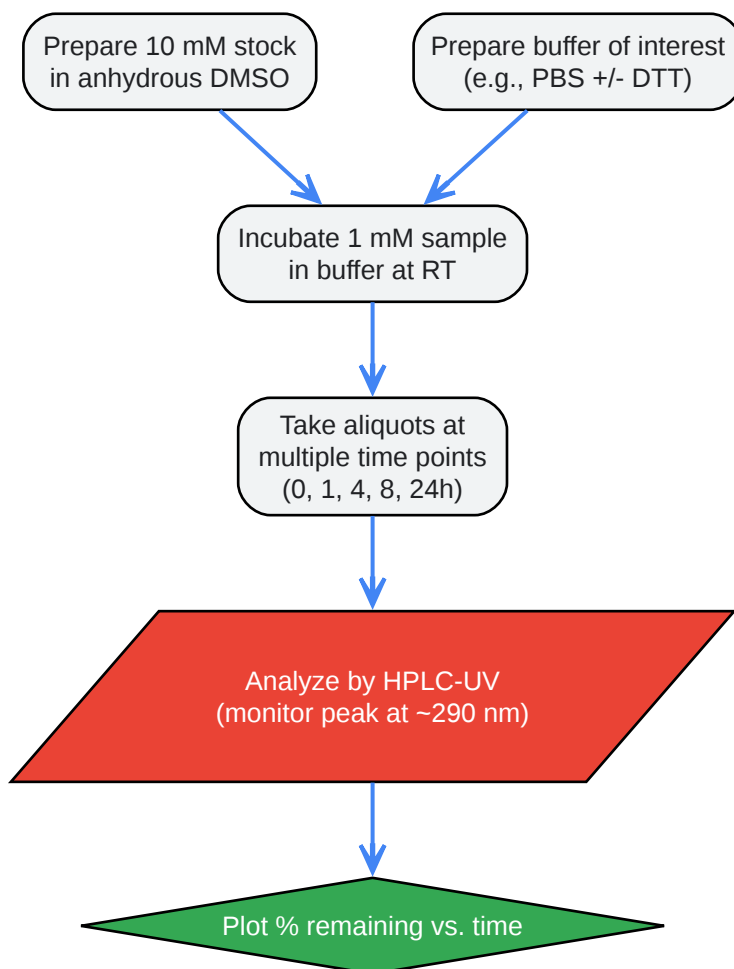 Prepare 10 mM stock
in anhydrous DMSO
Prepare buffer of interest
(e.g., PBS +/- DTT)
Incubate 1 mM sample
in buffer at RT
Take aliquots at
multiple time points
(0, 1, 4, 8, 24h)
Analyze by HPLC-UV
(monitor peak at ~290 nm)
Plot % remaining vs. time